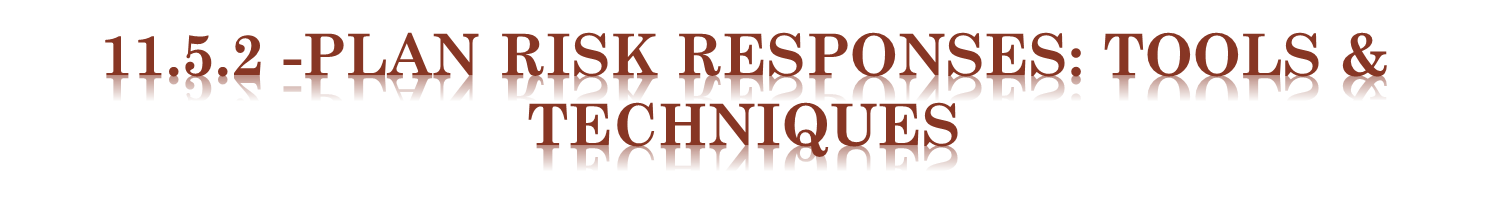 11.5.2 -PLAN RISK RESPONSES: TOOLS &
TECHNIQUES